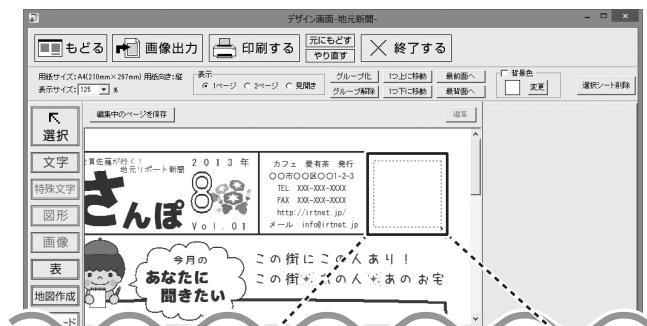 デザイン画面-地元新聞-
もどる 画像出力 印刷する 元にもどす やり直す 終了する
用紙サイズ:A4(210mm×297mm) 用紙向き:縦
表示サイズ: 125 %
表示
1ページ 2ページ 見開き
グループ化 1つ上に移動 最前面へ
グループ解除 1つ下に移動 最背面へ
背景色
変更
選択シート削除
選択
文字
特殊文字
図形
画像
表
地図作成
編集中のページを保存
編集
佐藤が行く!
地元リポート新聞
さんぽ
2013年
8
Vol.01
カフェ 愛有茶 発行
〇〇市〇〇区〇〇1-2-3
TEL XXX-XXX-XXXX
FAX XXX-XXX-XXXX
http://irtnet.jp/
メール info@irtnet.jp
今月の
あなたに
聞きたい
この街にこの人あり!
この街 の人 あのお宅